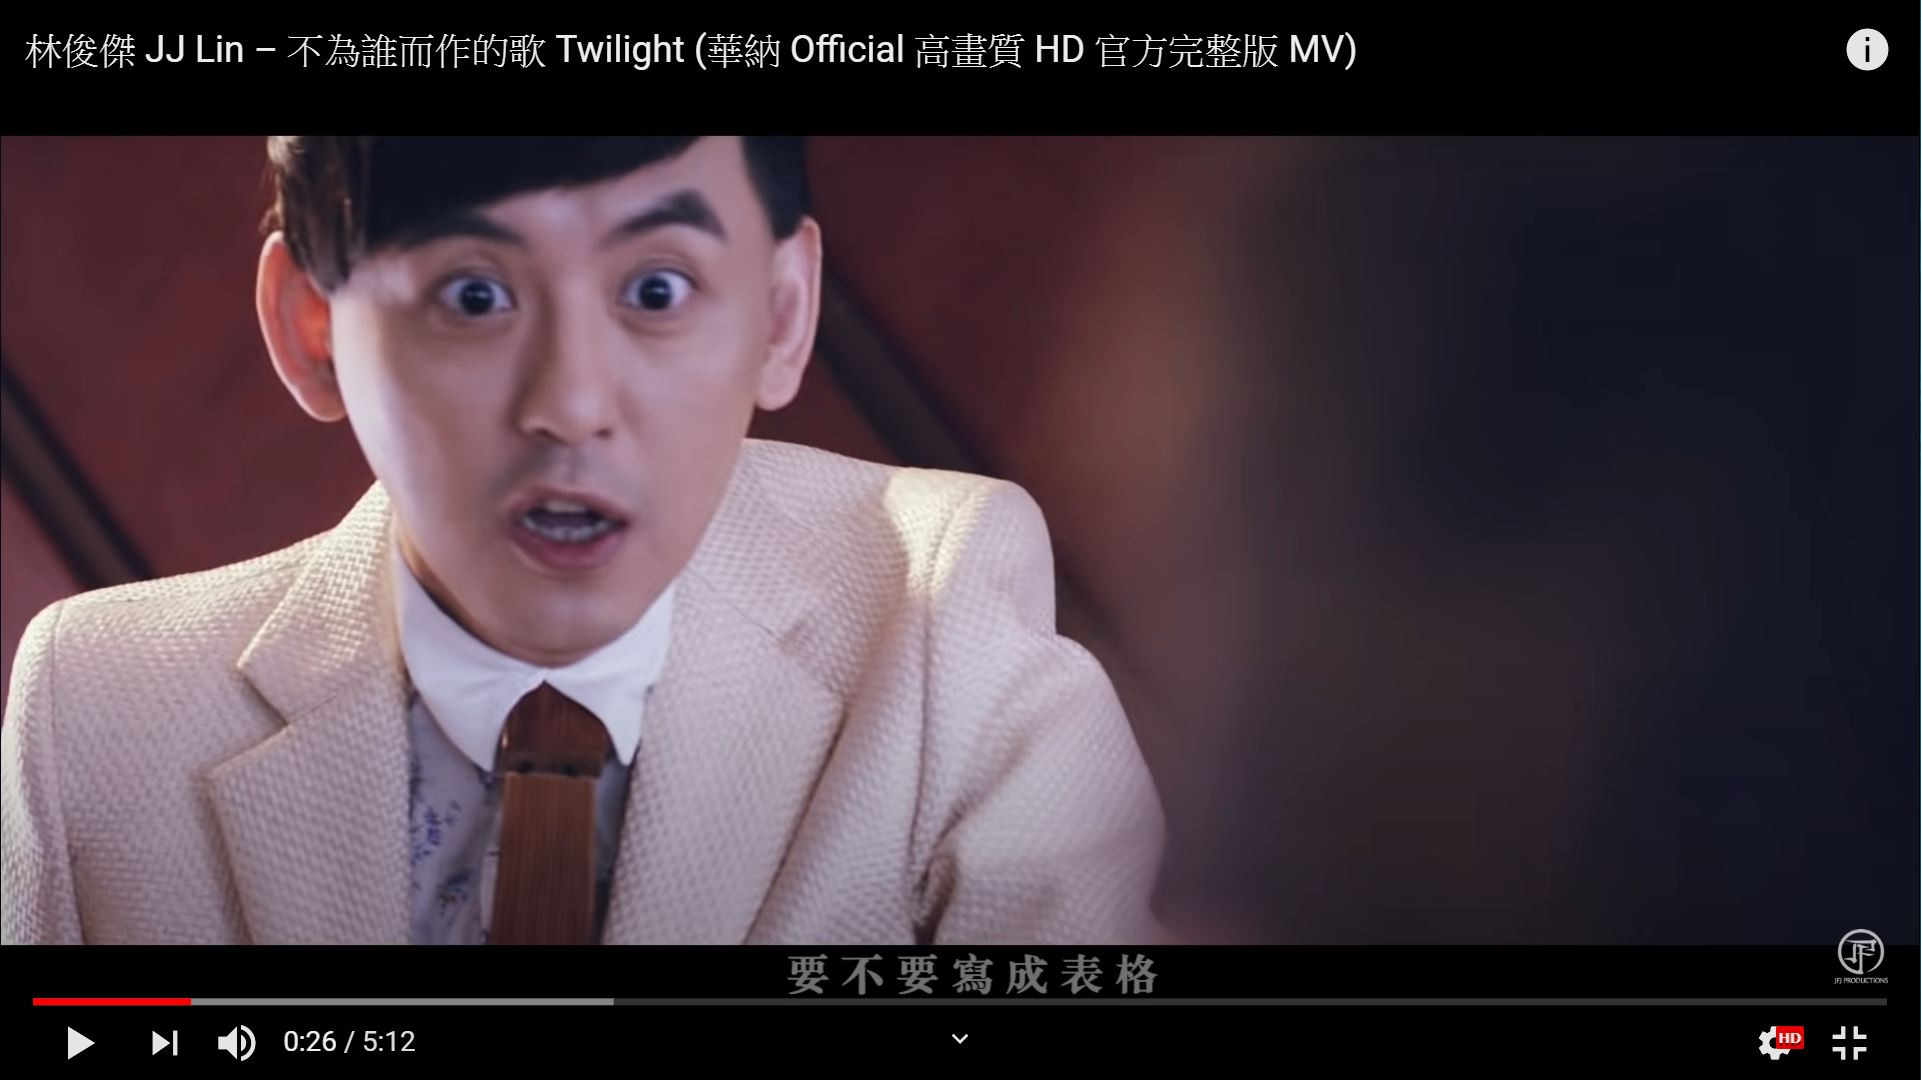 林俊傑 JJ Lin – 不為誰而作的歌 Twilight (華納 Official 高畫質 HD 官方完整版 MV)
要不要寫成表格
JFJ PRODUCTIONS
0:26 / 5:12
HD